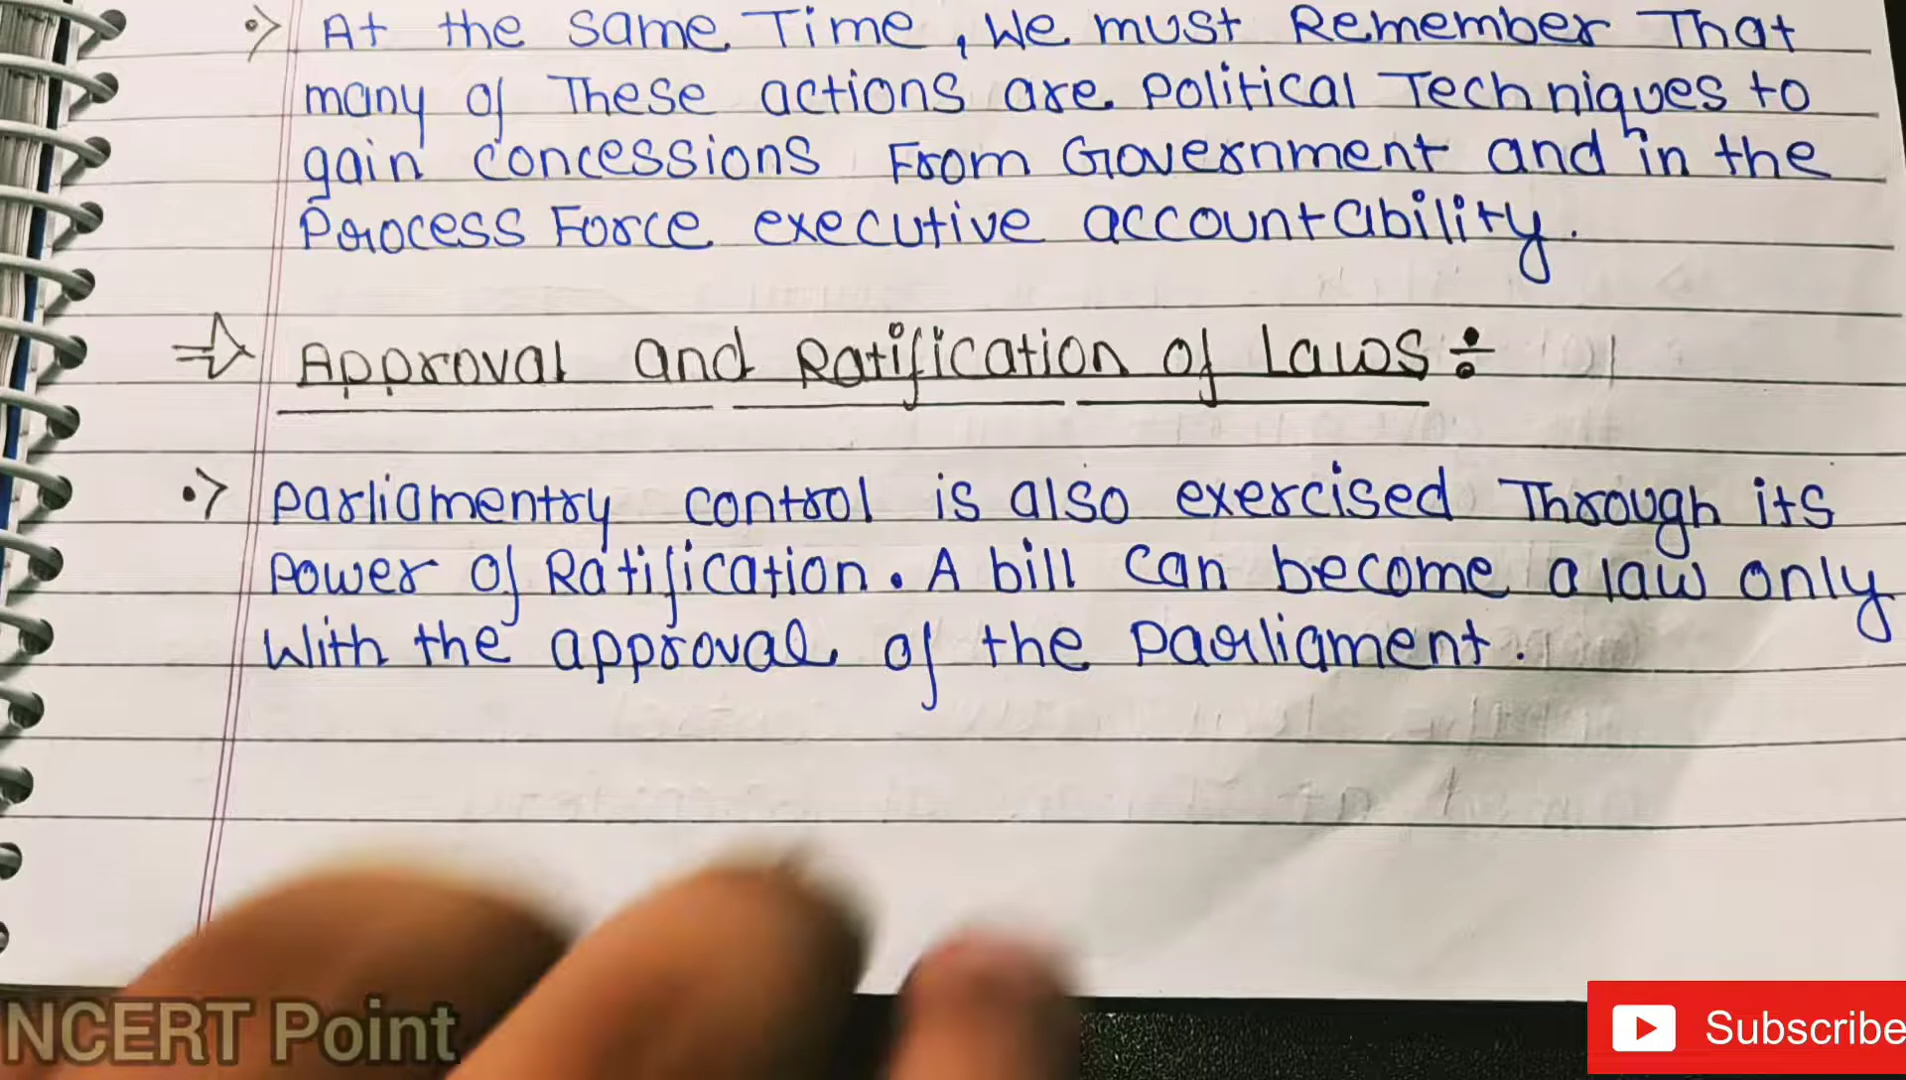 At the same Time, We must Remember That
many of These actions are political Techniques to
gain concessions From Government and in the
Process Force executive accountability.
Approval and Ratification of Laws÷
Parliamentry control is also exercised Through its
Power of Ratification. A bill can become a law only
With the approval of the Parliament.
NCERT Point
Subscribe